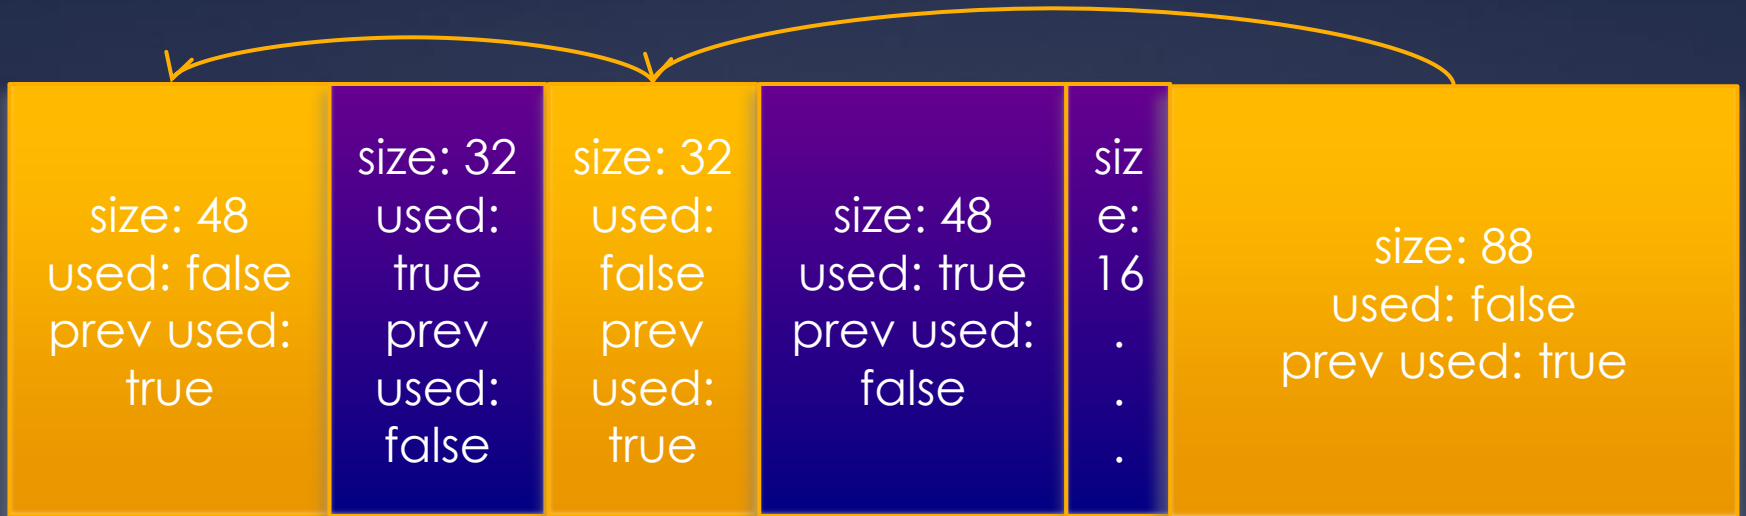 size: 48
used: false
prev used:
true
size: 32
used:
true
prev
used:
false
size: 32
used:
false
prev
used:
true
size: 48
used: true
prev used:
false
siz
e:
16
.
.
.
size: 88
used: false
prev used: true